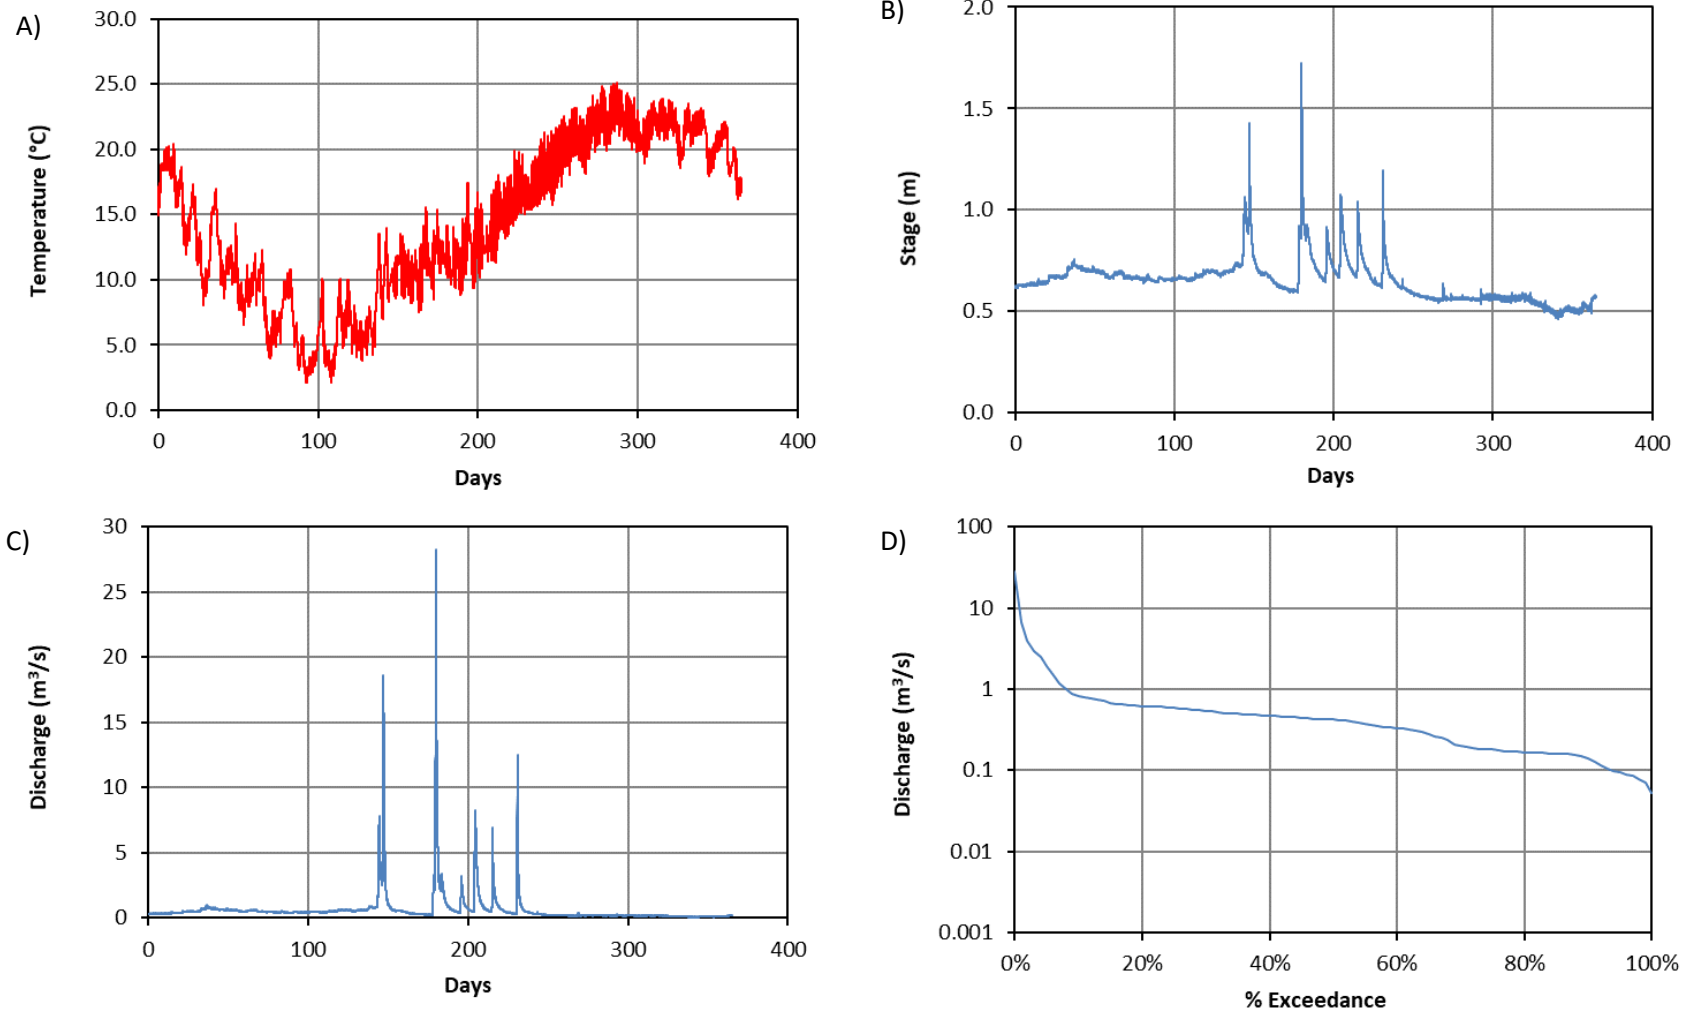 A)
30.0
25.0
20.0
15.0
10.0
5.0
0.0
Temperature (°C)
0 100 200 300 400
Days
B)
2.0
1.5
1.0
0.5
0.0
Stage (m)
0 100 200 300 400
Days
C)
30
25
20
15
10
5
0
Discharge (m³/s)
0 100 200 300 400
Days
D)
100
10
1
0.1
0.01
0.001
Discharge (m³/s)
0% 20% 40% 60% 80% 100%
% Exceedance